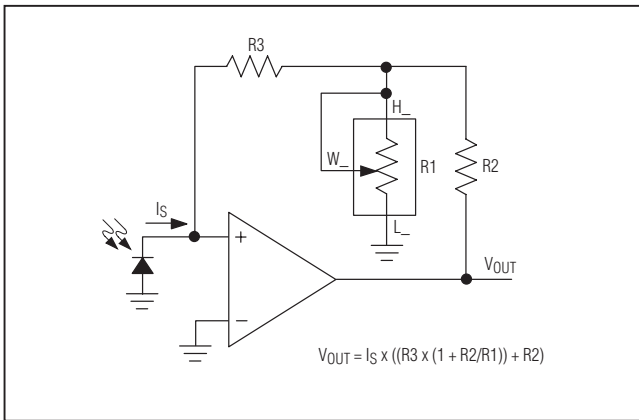 R3
H_
W_
R1
R2
L_
IS
+
−
VOUT
VOUT = IS x ((R3 x (1 + R2/R1)) + R2)